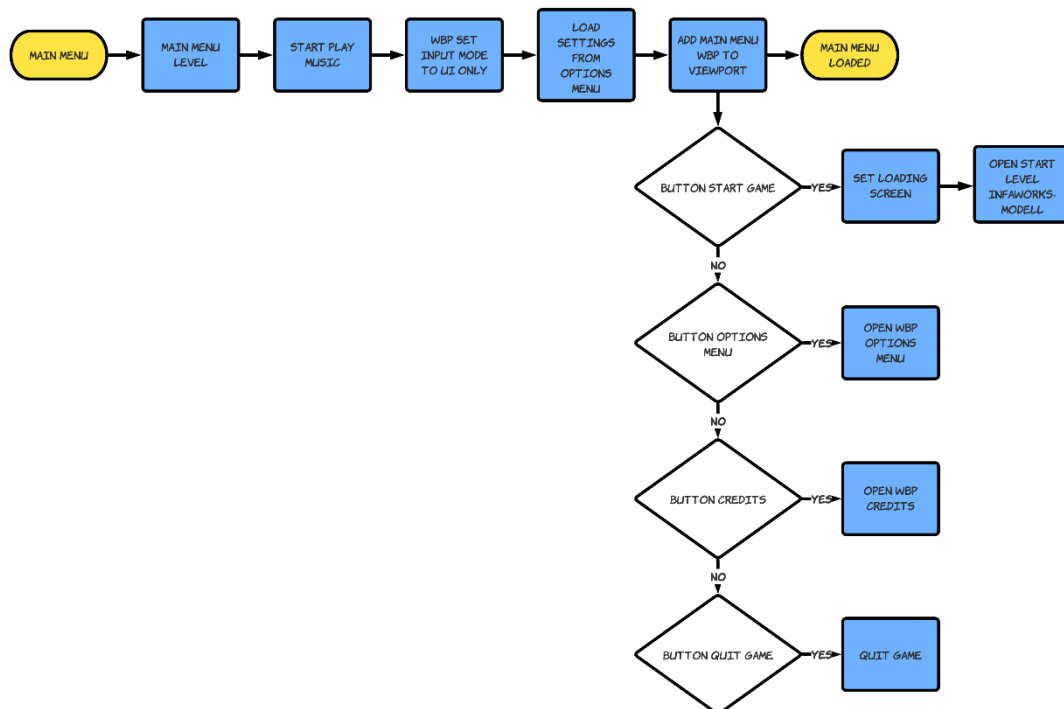 MAIN MENU
MAIN MENU
LEVEL
START PLAY
MUSIC
WBP SET
INPUT MODE
TO UI ONLY
LOAD
SETTINGS
FROM
OPTIONS
MENU
ADD MAIN MENU
WBP TO
VIEWPORT
MAIN MENU
LOADED
BUTTON START GAME
YES
SET LOADING
SCREEN
OPEN START
LEVEL
INFAWORKS-
MODELL
NO
BUTTON OPTIONS
MENU
YES
OPEN WBP
OPTIONS
MENU
NO
BUTTON CREDITS
YES
OPEN WBP
CREDITS
NO
BUTTON QUIT GAME
YES
QUIT GAME